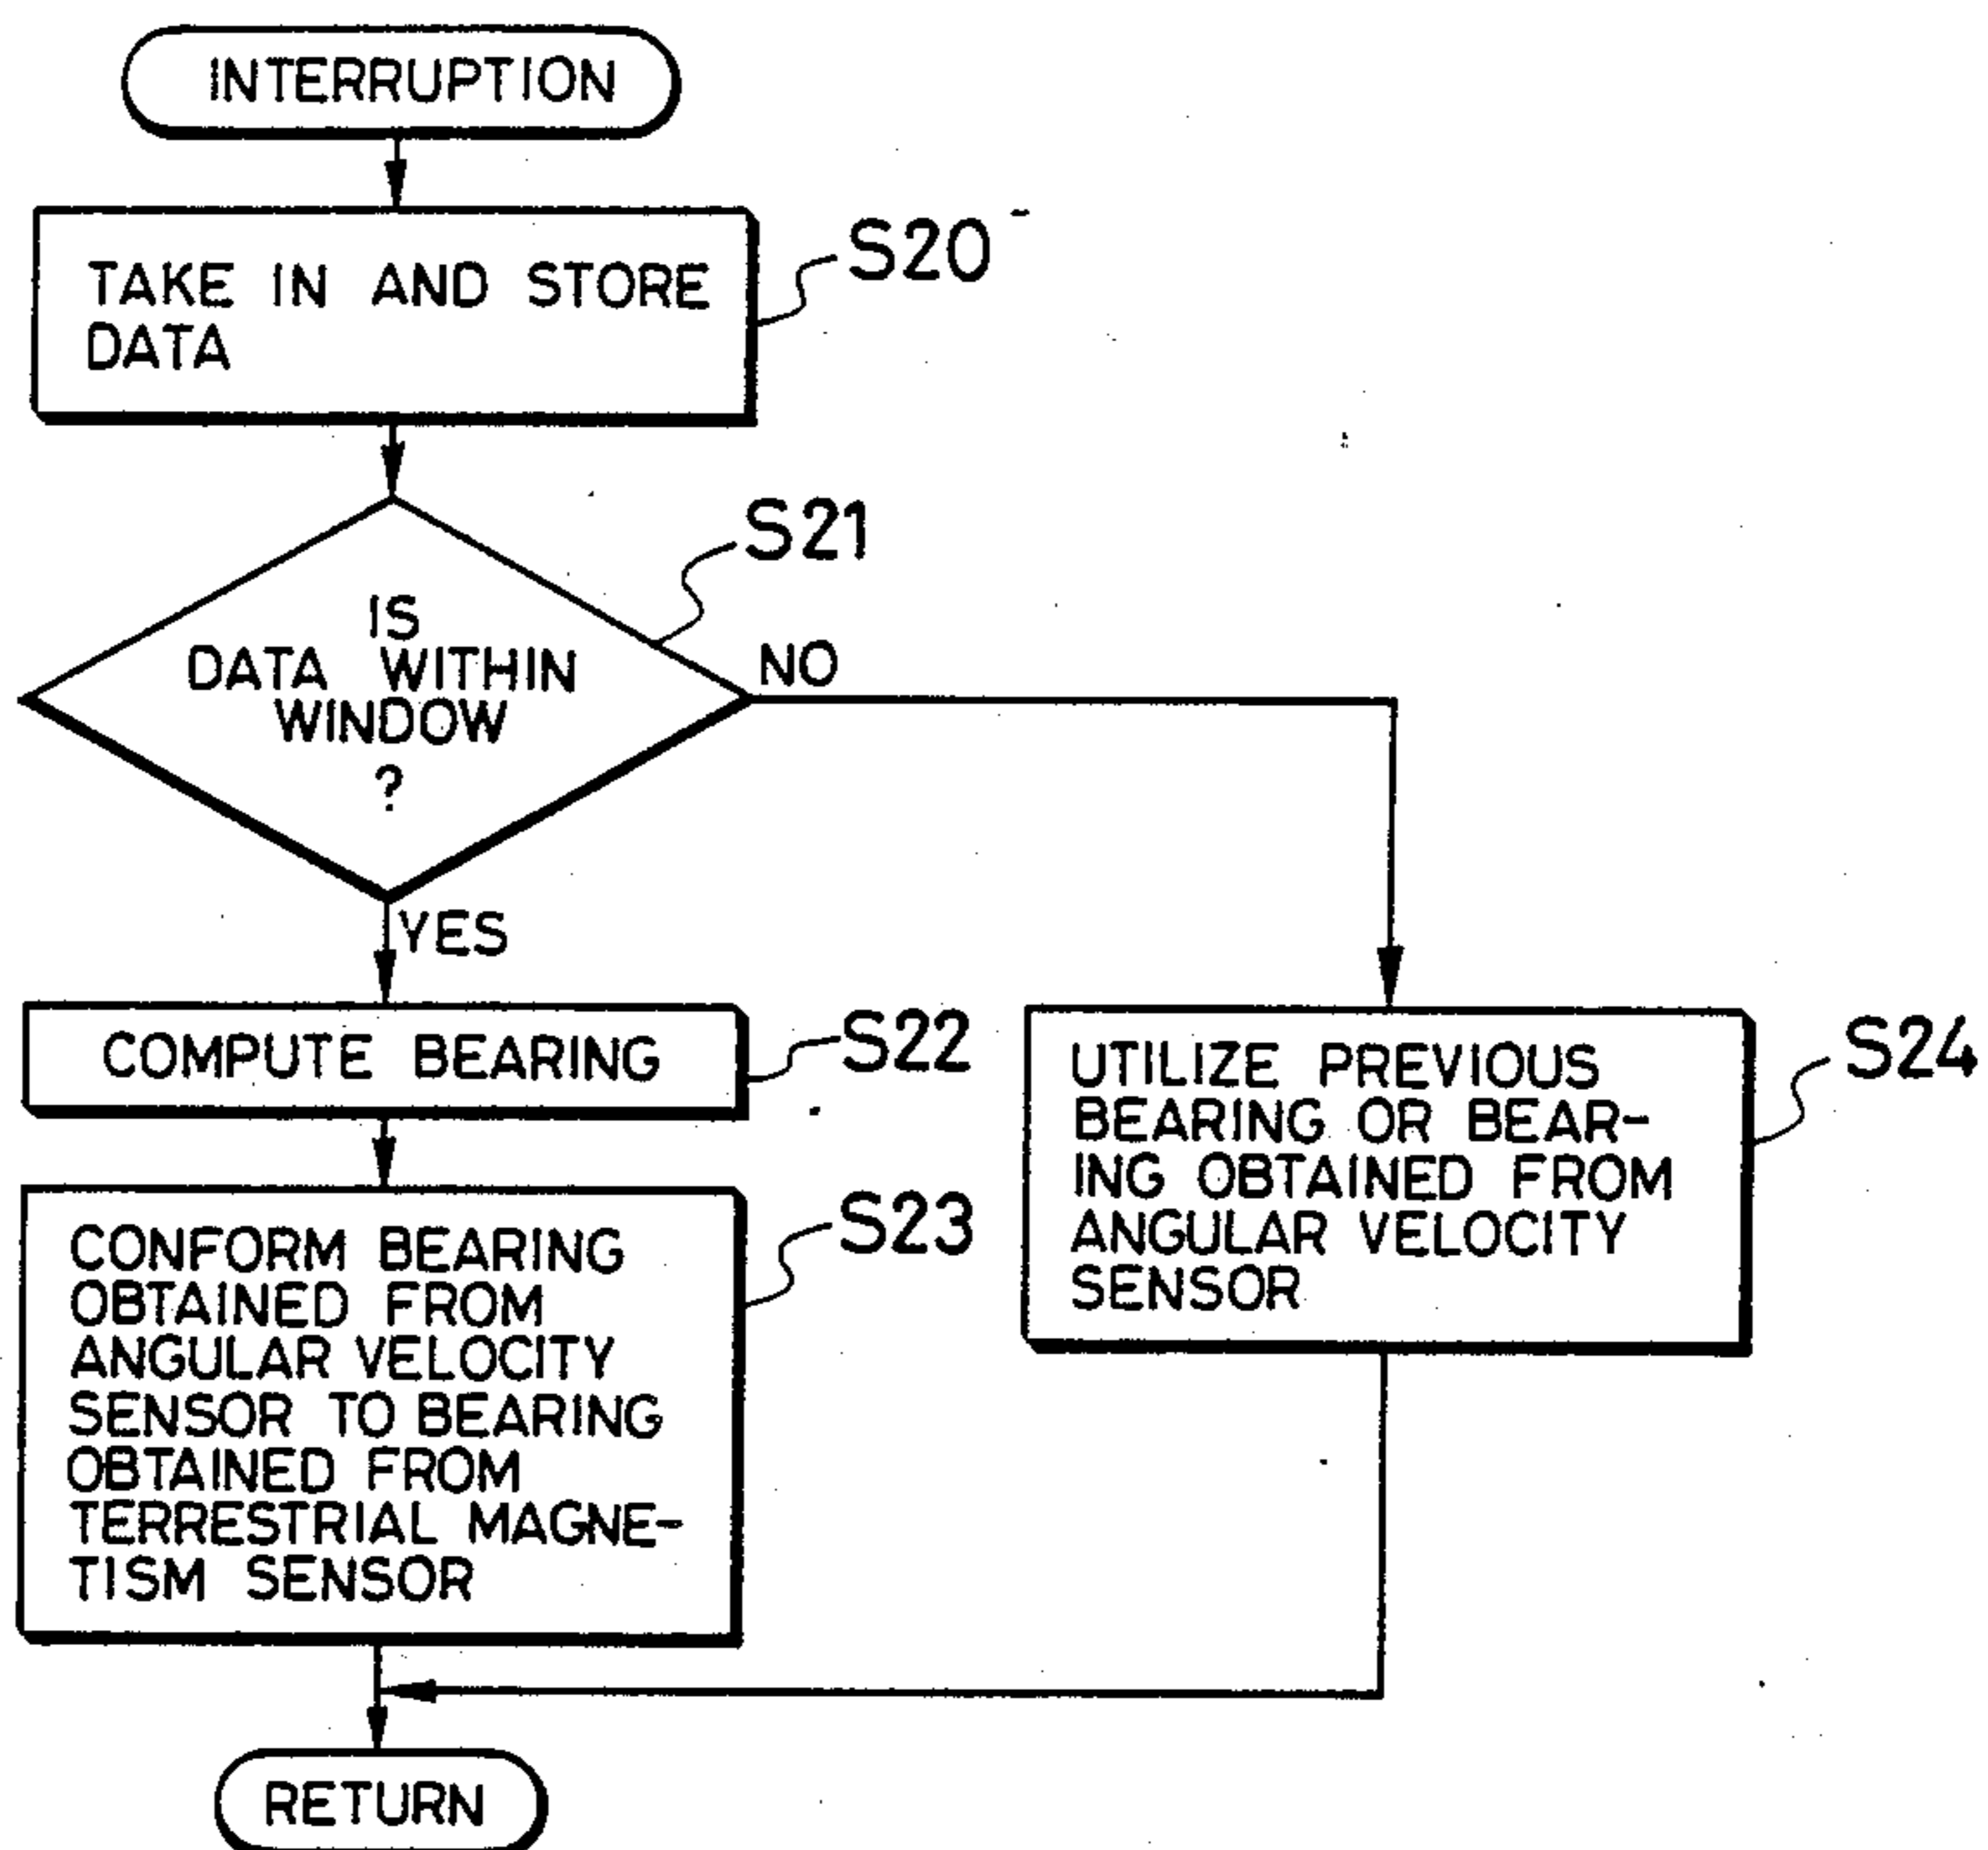 INTERRUPTION
TAKE IN AND STORE
DATA
S20
S21
IS
DATA WITHIN
WINDOW
?
NO
YES
COMPUTE BEARING
S22
CONFORM BEARING
OBTAINED FROM
ANGULAR VELOCITY
SENSOR TO BEARING
OBTAINED FROM
TERRESTRIAL MAGNE-
TISM SENSOR
S23
UTILIZE PREVIOUS
BEARING OR BEAR-
ING OBTAINED FROM
ANGULAR VELOCITY
SENSOR
S24
RETURN